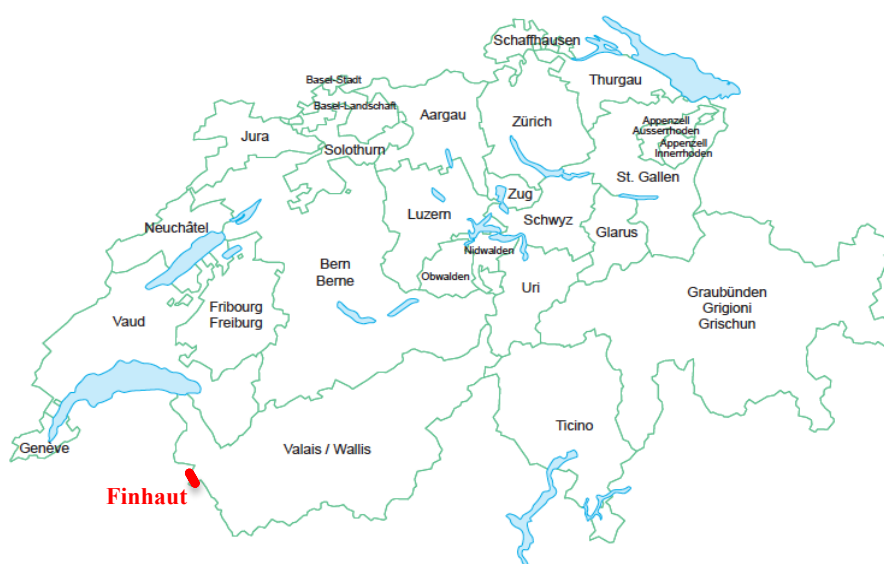 Schaffhausen
Basel-Stadt
Thurgau
Basel-Landschaft
Aargau
Zürich
Appenzell
Ausserrhoden
Jura
Appenzell
Innerrhoden
Solothurn
St. Gallen
Zug
Luzern
Schwyz
Neuchâtel
Glarus
Nidwalden
Bern
Berne
Obwalden
Uri
Graubünden
Grigioni
Grischun
Fribourg
Freiburg
Vaud
Ticino
Genève
Valais / Wallis
Finhaut